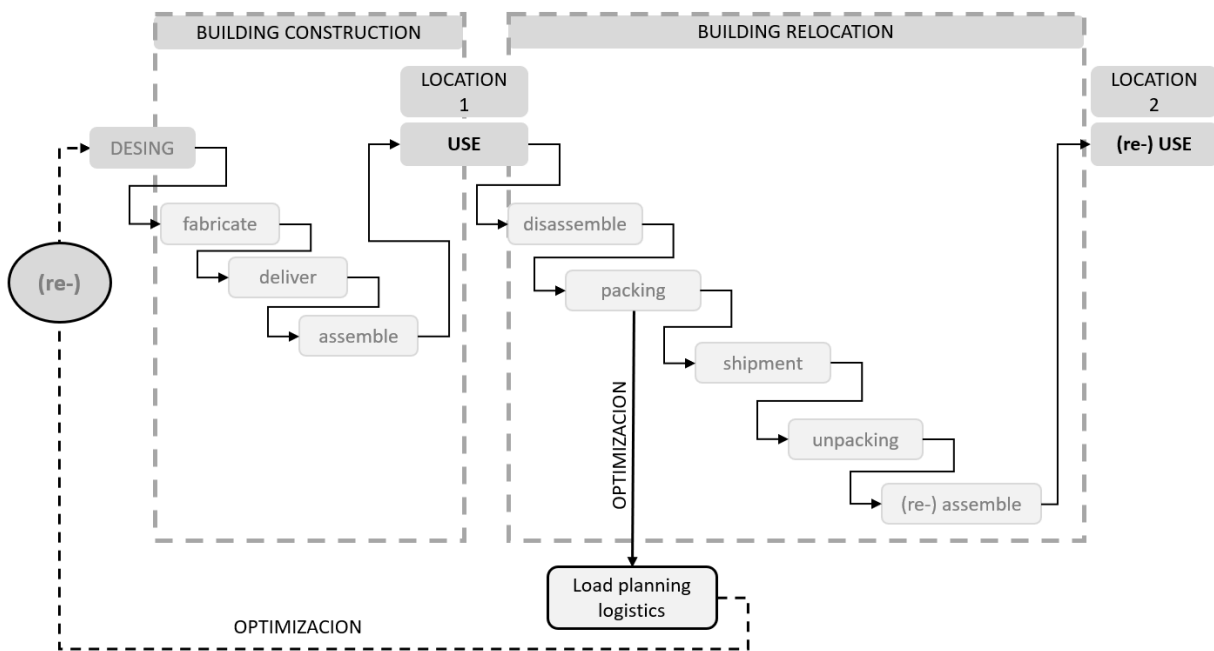 BUILDING CONSTRUCTION
BUILDING RELOCATION
LOCATION
1
LOCATION
2
DESING
USE
(re-) USE
fabricate
disassemble
deliver
(re-)
packing
assemble
shipment
OPTIMIZACION
unpacking
(re-) assemble
Load planning
logistics
OPTIMIZACION